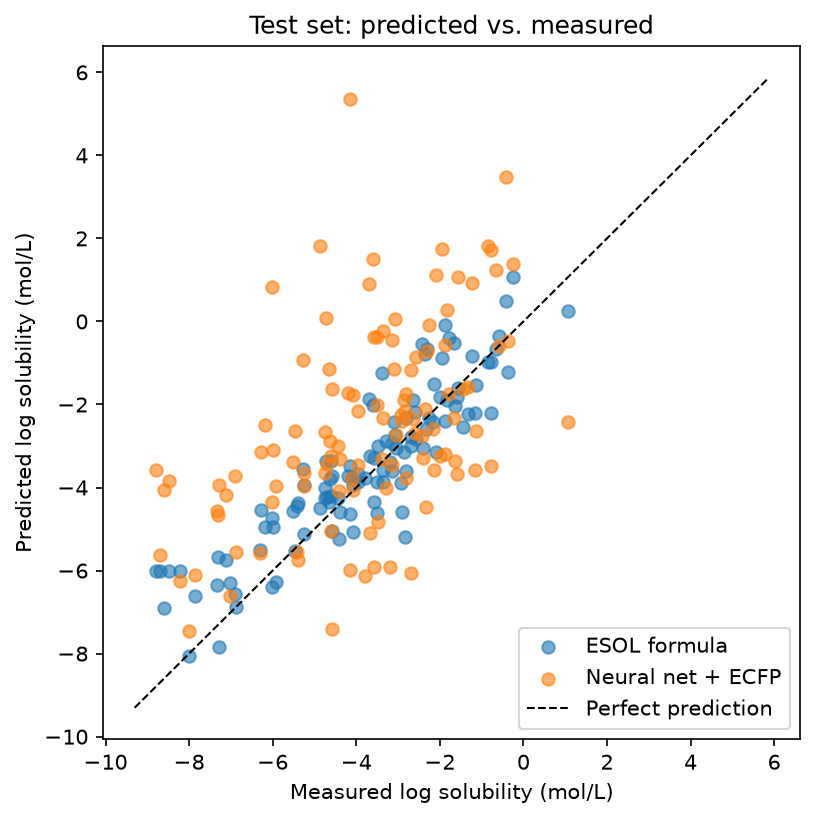 Test set: predicted vs. measured
Predicted log solubility (mol/L)
6
4
2
0
−2
−4
−6
−8
−10
−10 −8 −6 −4 −2 0 2 4 6
Measured log solubility (mol/L)
ESOL formula
Neural net + ECFP
Perfect prediction